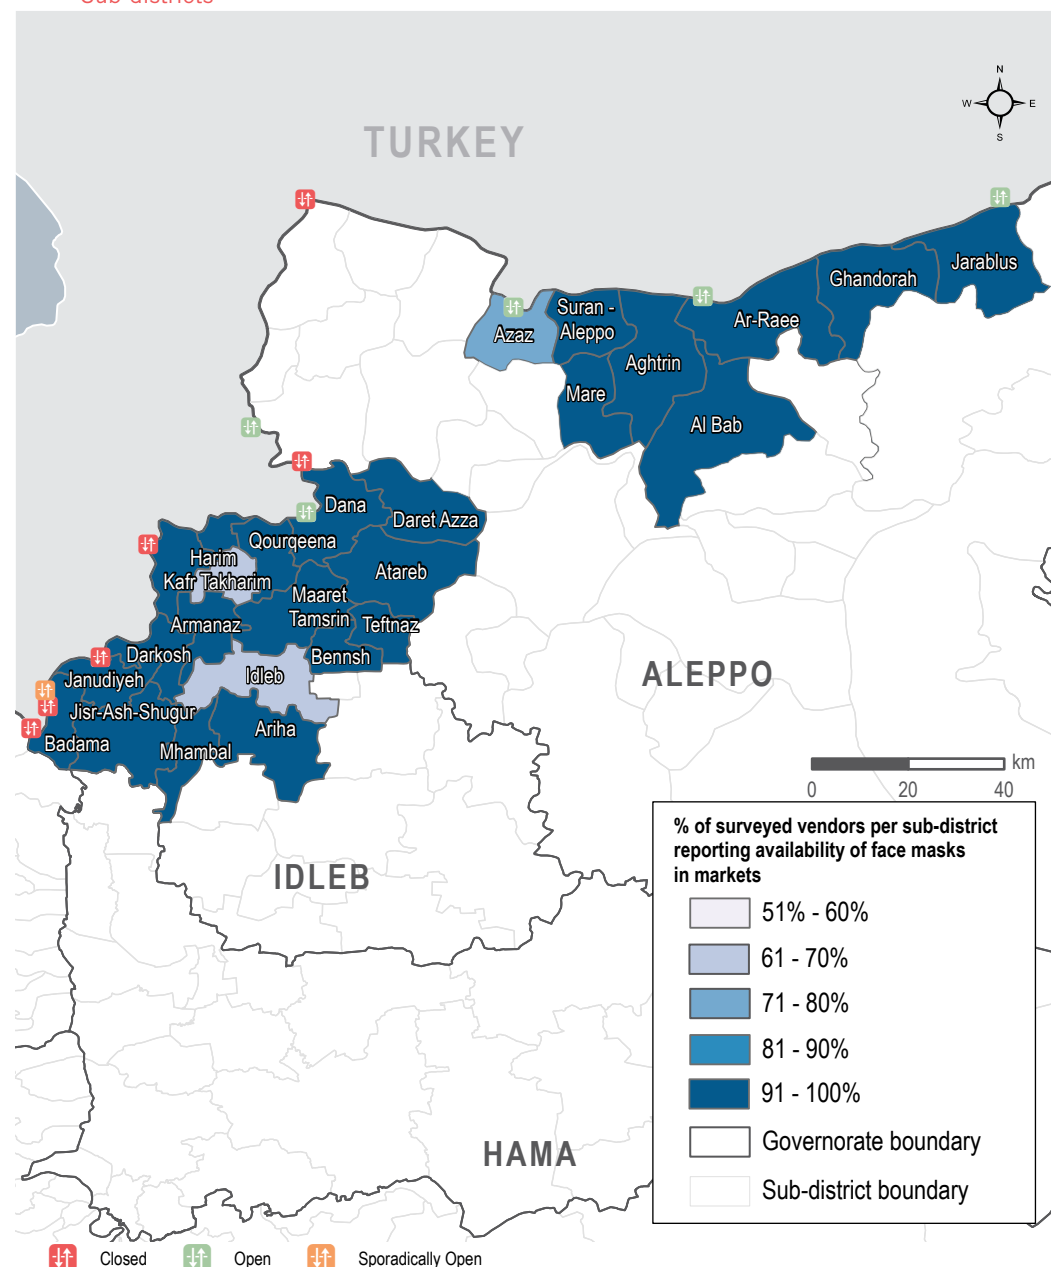 Sub-districts
N
W
E
S
TURKEY
Jarablus
Ghandorah
Suran -
Aleppo
Ar-Raee
Azaz
Aghtrin
Mare
Al Bab
Dana
Daret Azza
Qourqeena
Harim
Atareb
Kafr Takharim
Maaret
Tamsrin
Armanaz
Teftnaz
Darkosh
Bennsh
Janudiyeh
Idleb
ALEPPO
Jisr-Ash-Shugur
Ariha
Badama
Mhambal
km
0
20
40
IDLEB
% of surveyed vendors per sub-district
reporting availability of face masks
in markets
51% - 60%
61 - 70%
71 - 80%
81 - 90%
91 - 100%
Governorate boundary
Sub-district boundary
HAMA
Closed
Open
Sporadically Open